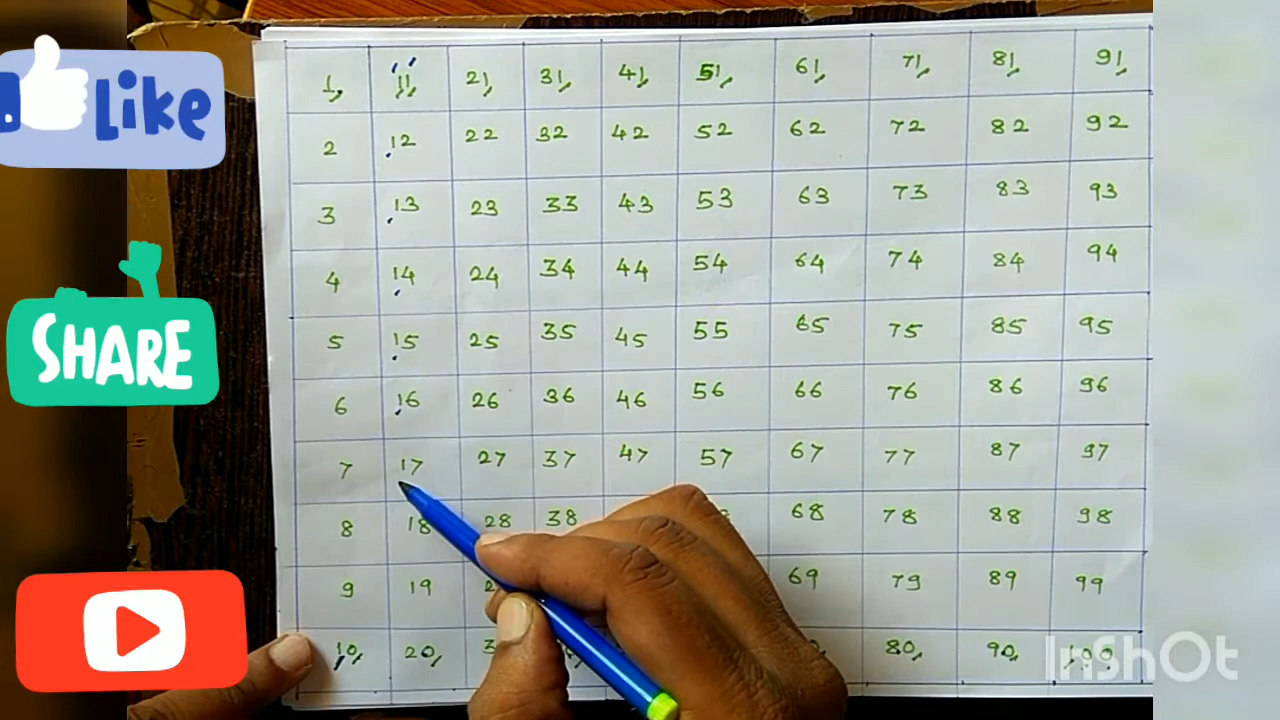 Like
SHARE
1, 11, 21, 31, 41, 51, 61, 71, 81, 91,
2 12 22 32 42 52 62 72 82 92
3 13 23 33 43 53 63 73 83 93
4 14 24 34 44 54 64 74 84 94
5 15 25 35 45 55 65 75 85 95
6 16 26 36 46 56 66 76 86 96
7 17 27 37 47 57 67 77 87 97
8 18 28 38 68 78 88 98
9 19 69 79 89 99
10, 20, 80, 90, 100,
InShOt